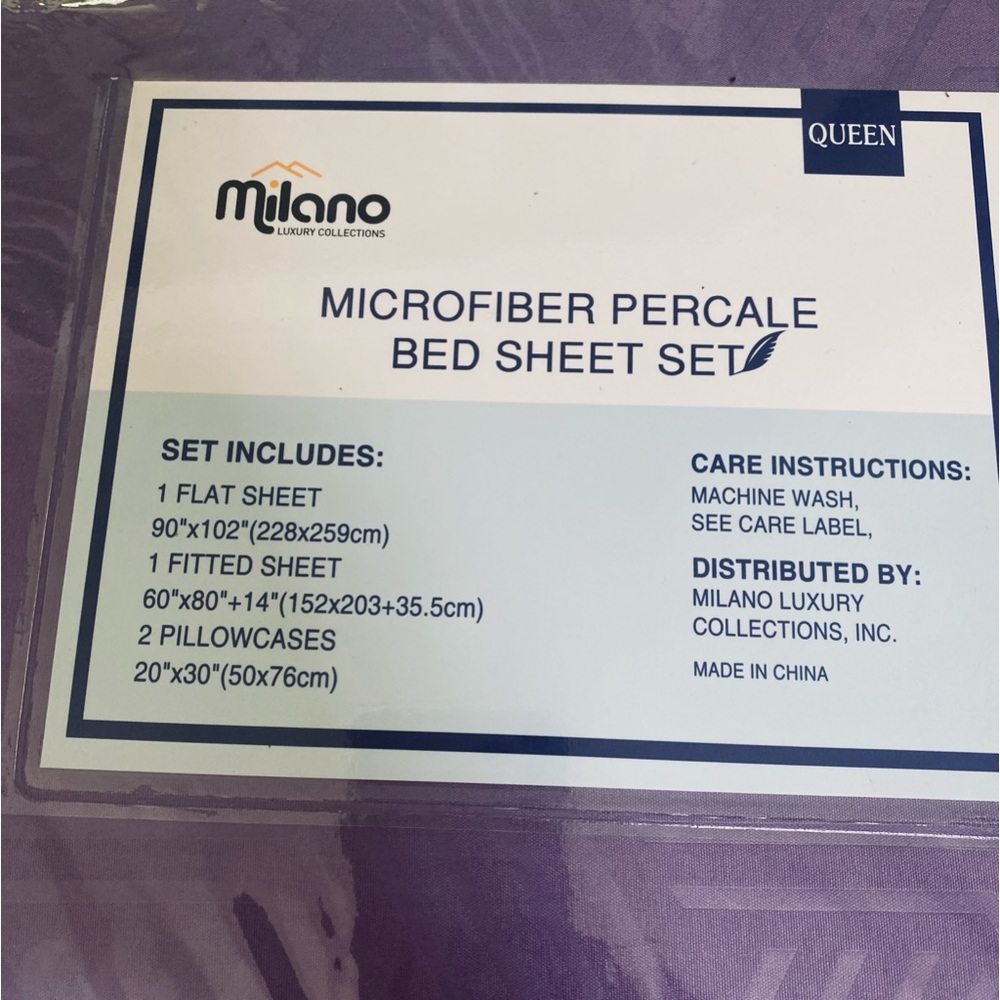 QUEEN
Milano
LUXURY COLLECTIONS
MICROFIBER PERCALE
BED SHEET SET
SET INCLUDES:
1 FLAT SHEET
90"x102"(228x259cm)
1 FITTED SHEET
60"x80"+14"(152x203+35.5cm)
2 PILLOWCASES
20"x30"(50x76cm)
CARE INSTRUCTIONS:
MACHINE WASH,
SEE CARE LABEL,
DISTRIBUTED BY:
MILANO LUXURY
COLLECTIONS, INC.
MADE IN CHINA